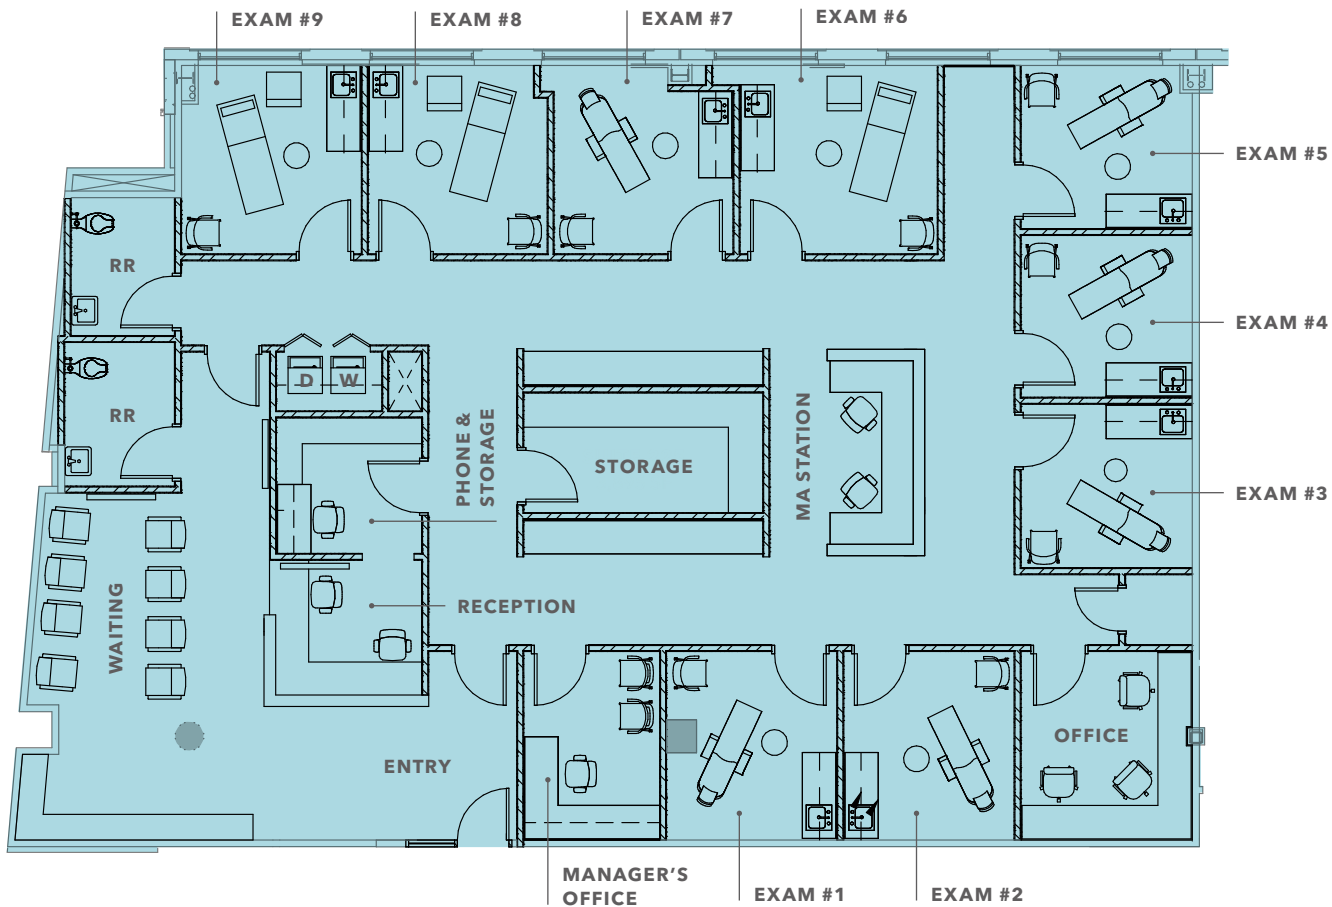 EXAM #9
EXAM #8
EXAM #7
EXAM #6
EXAM #5
RR
EXAM #4
D
W
RR
PHONE &
STORAGE
STORAGE
MA STATION
EXAM #3
WAITING
RECEPTION
ENTRY
OFFICE
MANAGER'S
OFFICE
EXAM #1
EXAM #2